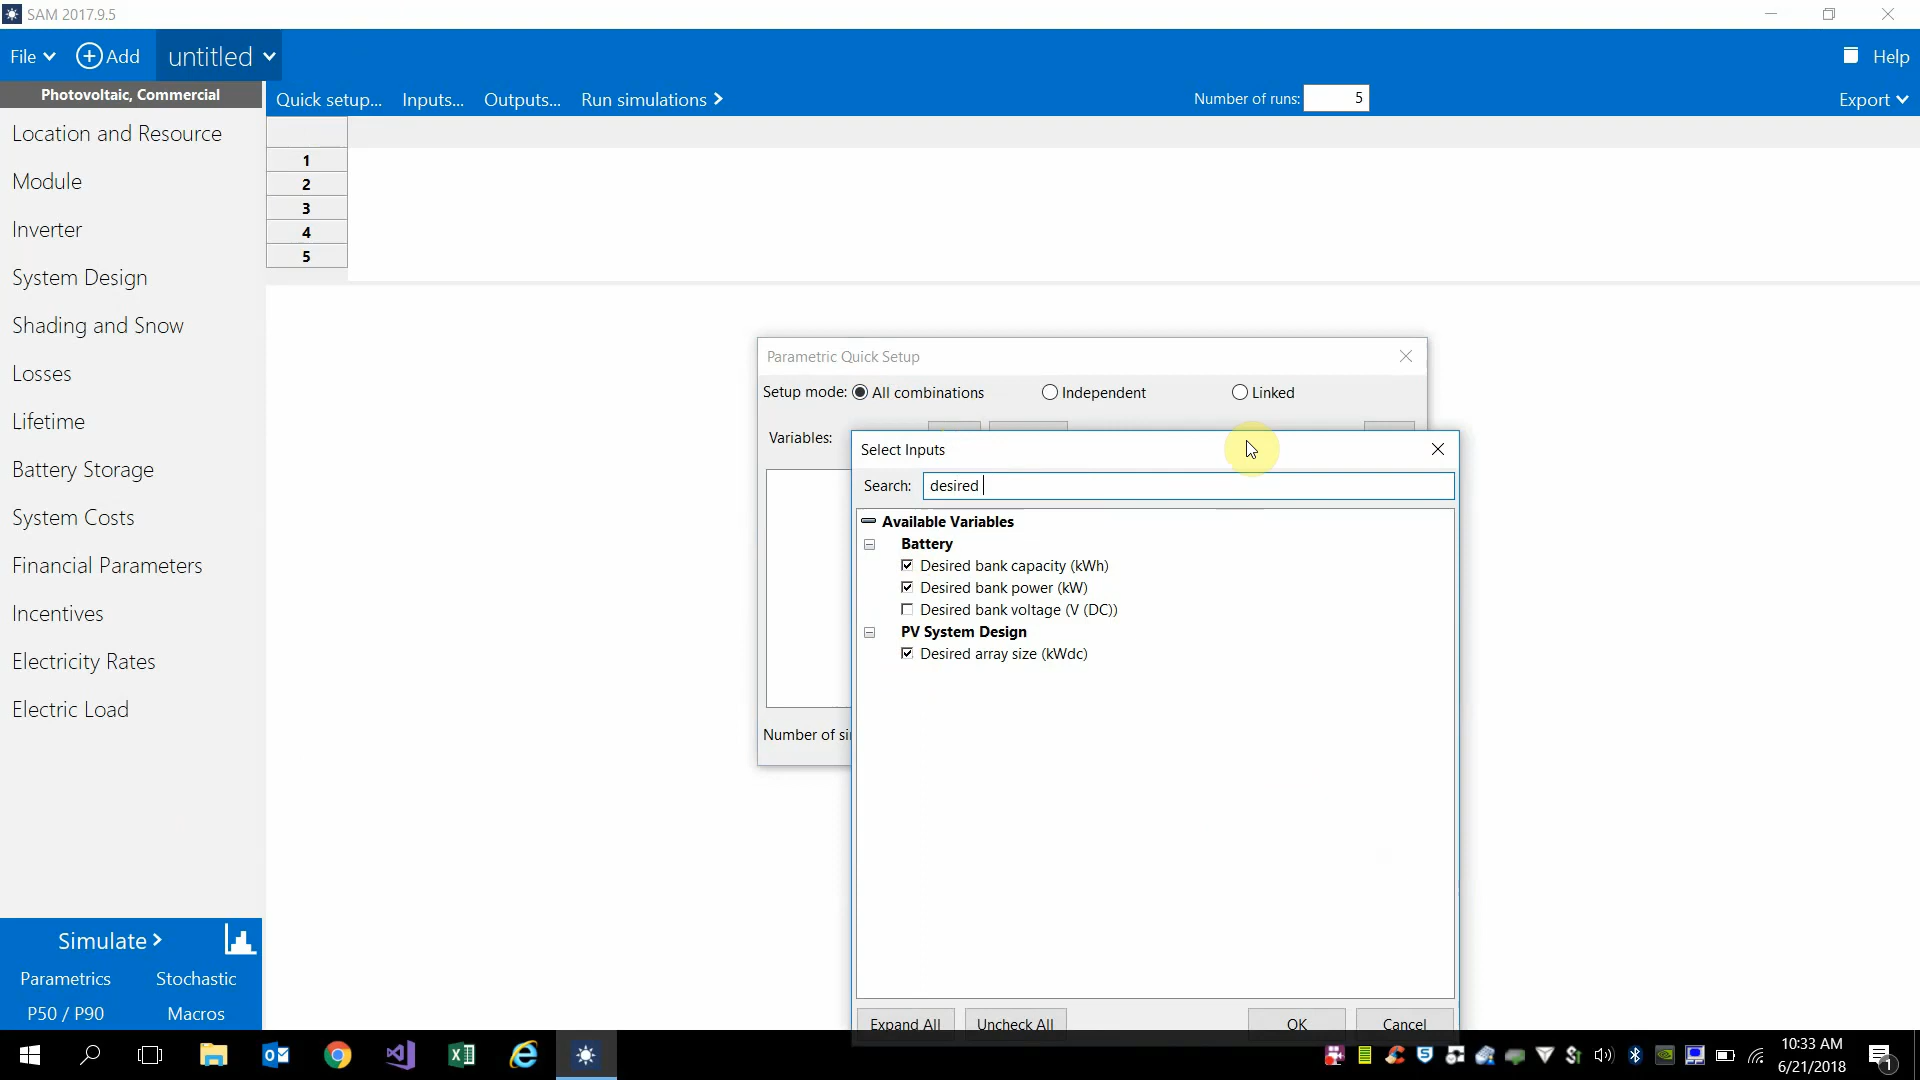 SAM 2017.9.5
File
Add
untitled
Help
Photovoltaic, Commercial
Quick setup...
Inputs...
Outputs...
Run simulations
Number of runs:
5
Export
Location and Resource
Module
Inverter
System Design
Shading and Snow
Losses
Lifetime
Battery Storage
System Costs
Financial Parameters
Incentives
Electricity Rates
Electric Load
1
2
3
4
5
Parametric Quick Setup
Setup mode:
All combinations
Independent
Linked
Variables:
Number of si
Select Inputs
Search:
desired
Available Variables
Battery
Desired bank capacity (kWh)
Desired bank power (kW)
Desired bank voltage (V (DC))
PV System Design
Desired array size (kWdc)
Expand All
Uncheck All
OK
Cancel
Simulate
Parametrics
Stochastic
P50 / P90
Macros
10:33 AM
6/21/2018
1